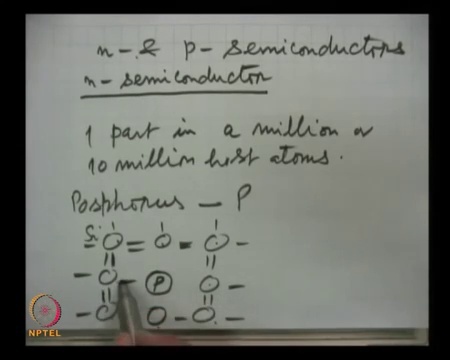 n- & p- semiconductors
n- semiconductor
1 part in a million or
10 million host atoms.
Posphorus - P
Si
P
NPTEL